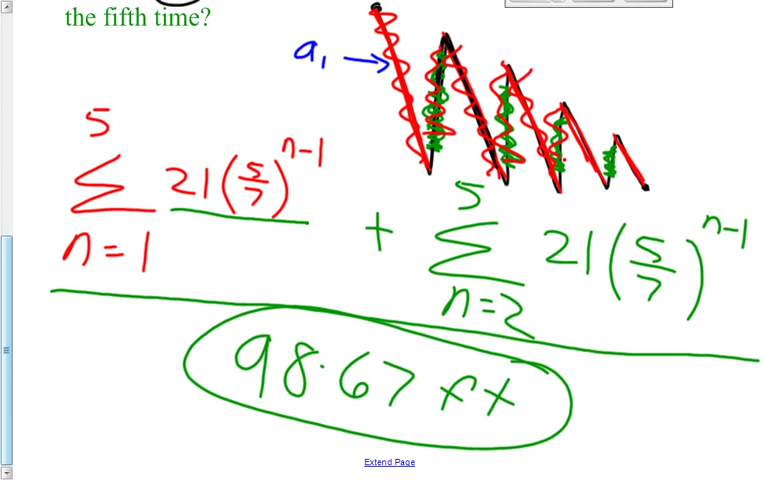 the fifth time?
a₁
5
∑ 21(5/7)^(n-1)
n=1
+
5
∑ 21(5/7)^(n-1)
n=2
98.67 ft
Extend Page